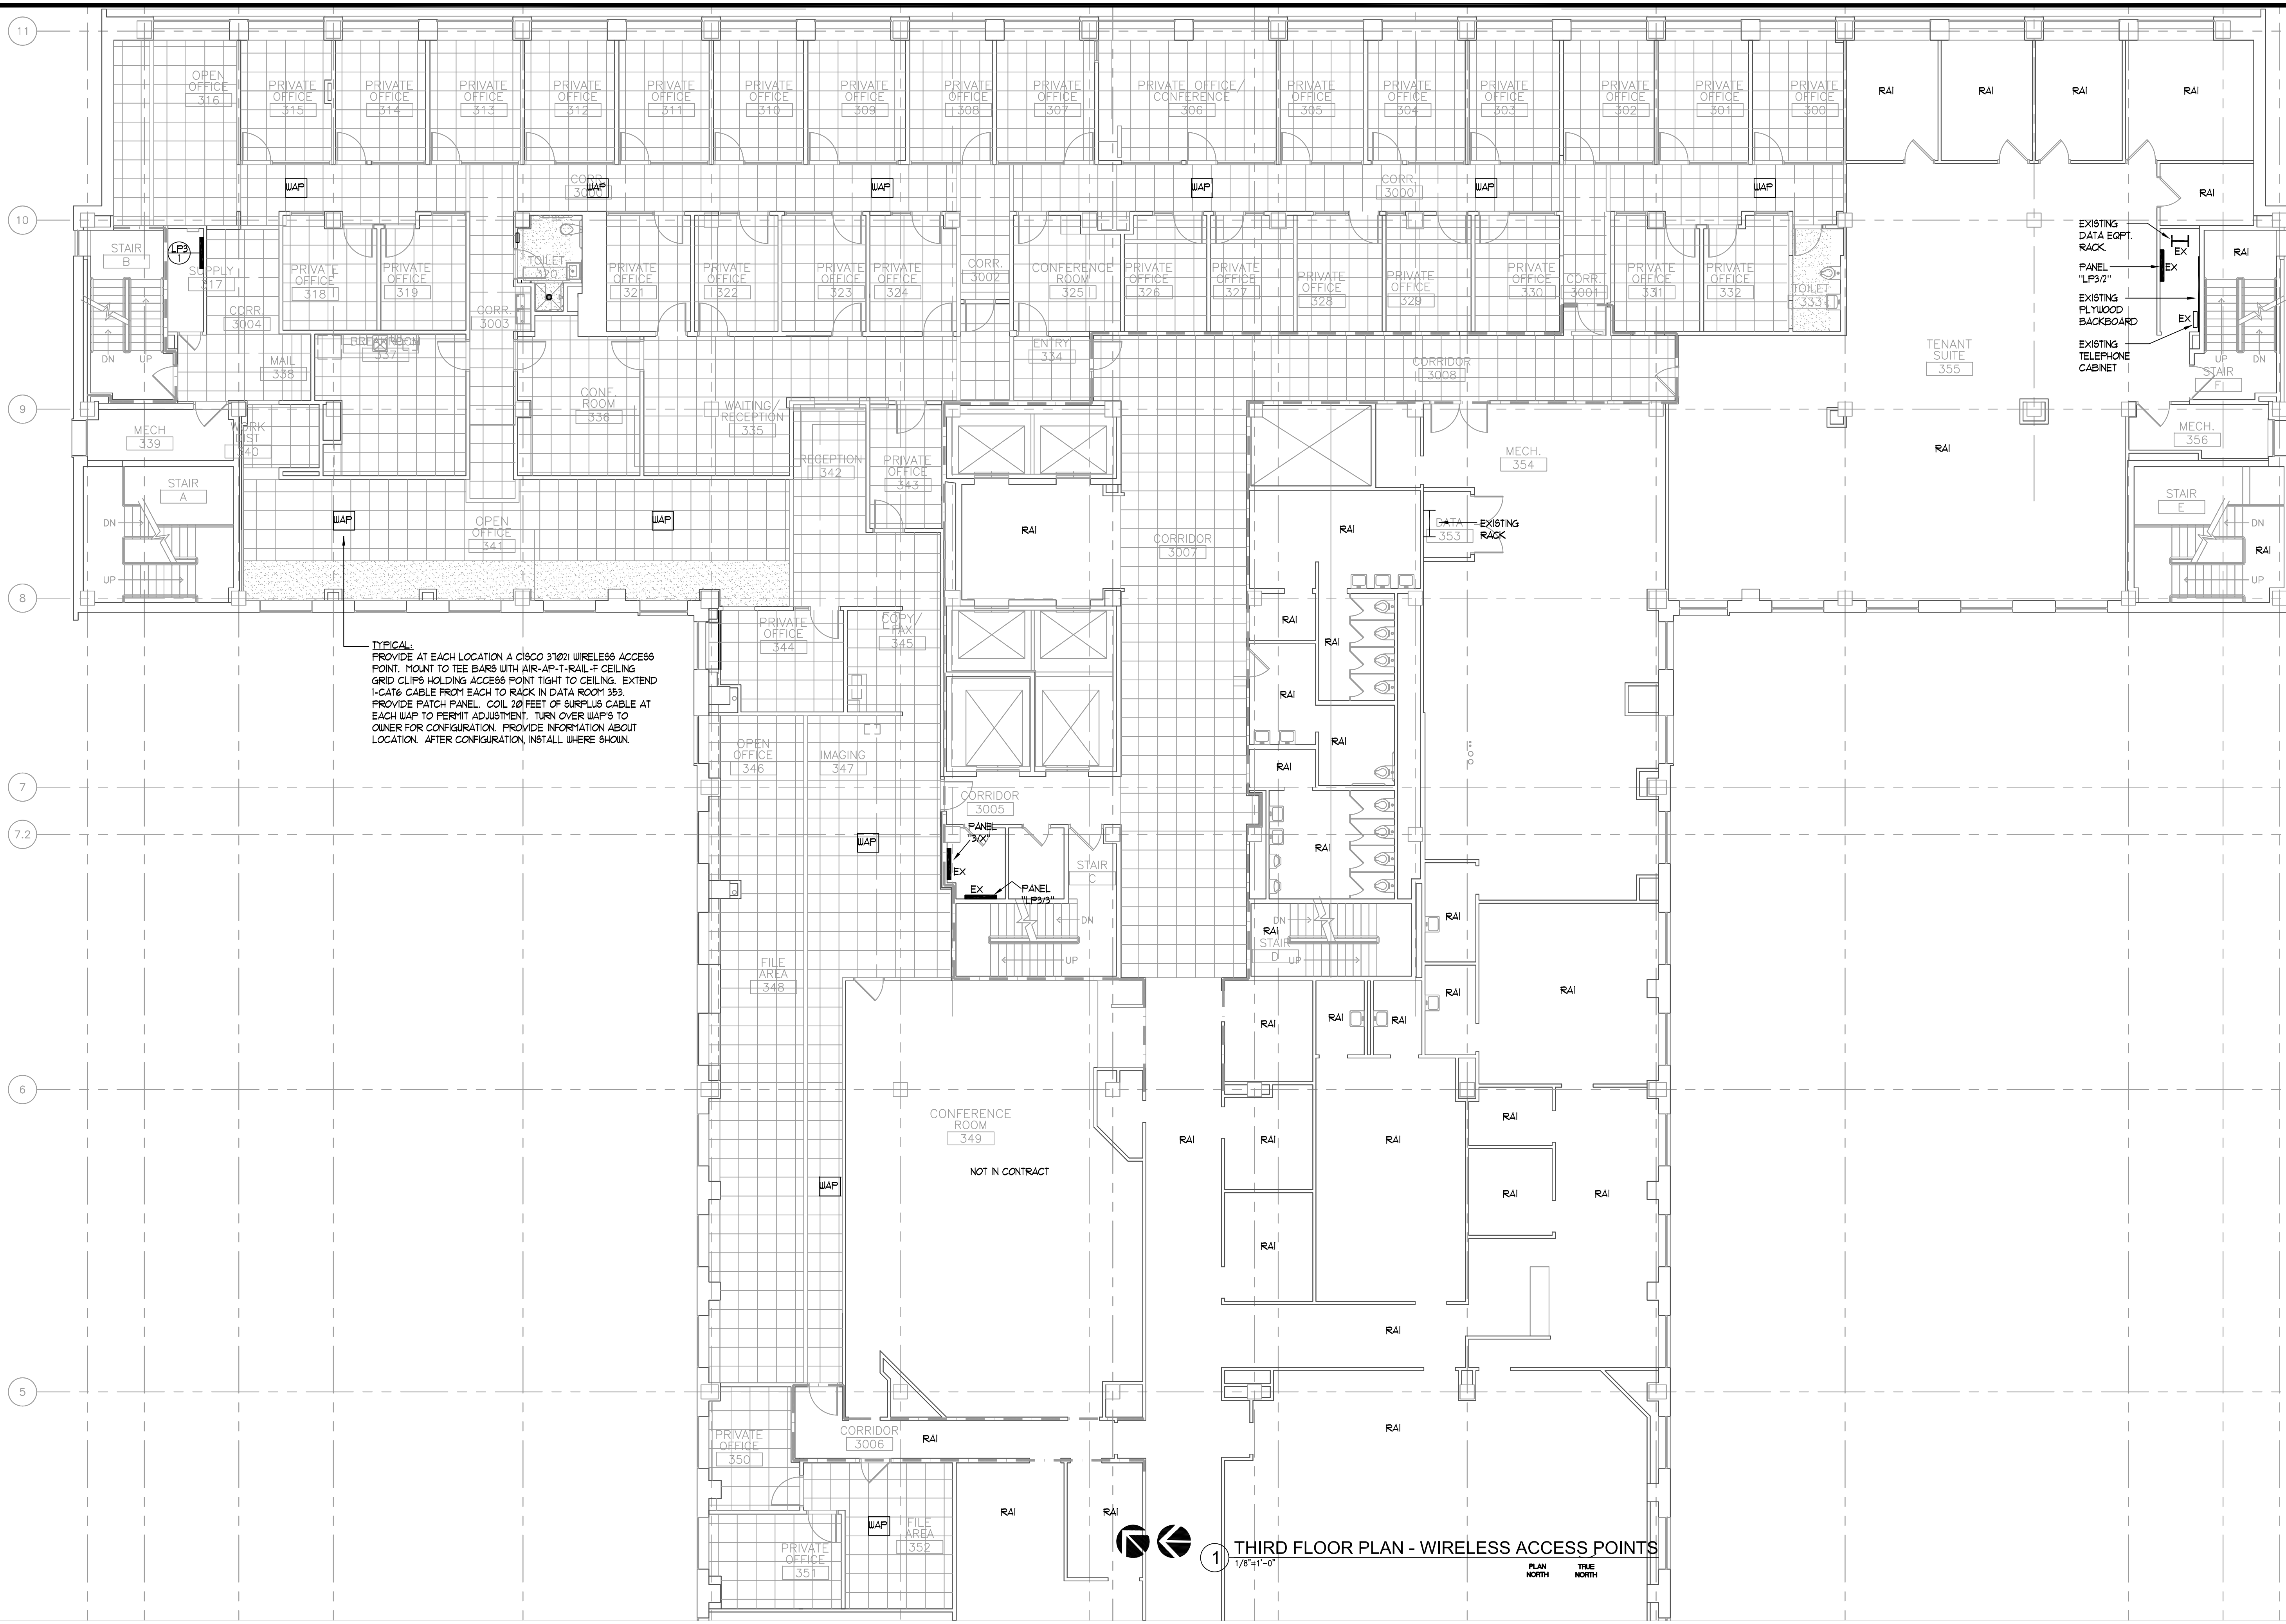 11
OPEN
OFFICE
316
PRIVATE
OFFICE
315
PRIVATE
OFFICE
314
PRIVATE
OFFICE
313
PRIVATE
OFFICE
312
PRIVATE
OFFICE
311
PRIVATE
OFFICE
310
PRIVATE
OFFICE
309
PRIVATE
OFFICE
308
PRIVATE
OFFICE
307
PRIVATE OFFICE/
CONFERENCE
306
PRIVATE
OFFICE
305
PRIVATE
OFFICE
304
PRIVATE
OFFICE
303
PRIVATE
OFFICE
302
PRIVATE
OFFICE
301
PRIVATE
OFFICE
300
RAI
RAI
RAI
RAI
WAP
CORR.
WAP
WAP
WAP
CORR.
3000
WAP
WAP
RAI
10
STAIR
B
LP3
1
SUPPLY
317
CORR.
3004
DN
UP
PRIVATE
OFFICE
318
PRIVATE
OFFICE
319
CORR.
3003
TOILET
320
PRIVATE
OFFICE
321
PRIVATE
OFFICE
322
PRIVATE
OFFICE
323
PRIVATE
OFFICE
324
CORR.
3002
CONFERENCE
ROOM
325
PRIVATE
OFFICE
326
PRIVATE
OFFICE
327
PRIVATE
OFFICE
328
PRIVATE
OFFICE
329
PRIVATE
OFFICE
330
CORR.
3001
PRIVATE
OFFICE
331
PRIVATE
OFFICE
332
TOILET
333
EXISTING
DATA EQPT.
RACK
EX
PANEL
"LP3/2"
EX
EXISTING
PLYWOOD
BACKBOARD
EX
EXISTING
TELEPHONE
CABINET
RAI
UP
DN
STAIR
F
MAIL
338
BREAKROOM
337
ENTRY
334
CORRIDOR
3008
TENANT
SUITE
355
9
MECH
339
WORK
DIST
340
CONF.
ROOM
336
WAITING/
RECEPTION
335
RECEPTION
342
PRIVATE
OFFICE
343
MECH.
354
RAI
MECH.
356
STAIR
A
DN
UP
WAP
OPEN
OFFICE
341
WAP
RAI
CORRIDOR
3007
RAI
DATA
353
EXISTING
RACK
STAIR
E
DN
RAI
UP
8
TYPICAL:
PROVIDE AT EACH LOCATION A CISCO 3702I WIRELESS ACCESS
POINT. MOUNT TO TEE BARS WITH AIR-AP-T-RAIL-F CEILING
GRID CLIPS HOLDING ACCESS POINT TIGHT TO CEILING. EXTEND
1-CAT6 CABLE FROM EACH TO RACK IN DATA ROOM 353.
PROVIDE PATCH PANEL. COIL 20 FEET OF SURPLUS CABLE AT
EACH WAP TO PERMIT ADJUSTMENT. TURN OVER WAP'S TO
OWNER FOR CONFIGURATION. PROVIDE INFORMATION ABOUT
LOCATION. AFTER CONFIGURATION, INSTALL WHERE SHOWN.
PRIVATE
OFFICE
344
COPY/
FAX
345
RAI
RAI
RAI
RAI
OPEN
OFFICE
346
IMAGING
347
RAI
7
CORRIDOR
3005
7.2
WAP
PANEL
"3/X"
EX
EX
PANEL
"LP3/3"
STAIR
C
DN
UP
RAI
DN
RAI
STAIR
D
UP
RAI
FILE
AREA
348
RAI
RAI
RAI
RAI
RAI
6
CONFERENCE
ROOM
349
NOT IN CONTRACT
RAI
RAI
RAI
RAI
RAI
RAI
WAP
RAI
RAI
5
PRIVATE
OFFICE
350
CORRIDOR
3006
RAI
RAI
RAI
RAI
WAP
FILE
AREA
352
PRIVATE
OFFICE
351
1
THIRD FLOOR PLAN - WIRELESS ACCESS POINTS
1/8"=1'-0"
PLAN
NORTH
TRUE
NORTH